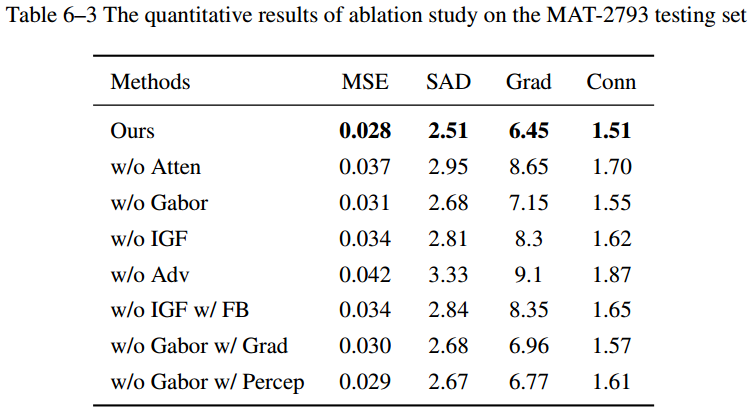 Table 6–3 The quantitative results of ablation study on the MAT-2793 testing set
Methods MSE SAD Grad Conn
Ours 0.028 2.51 6.45 1.51
w/o Atten 0.037 2.95 8.65 1.70
w/o Gabor 0.031 2.68 7.15 1.55
w/o IGF 0.034 2.81 8.3 1.62
w/o Adv 0.042 3.33 9.1 1.87
w/o IGF w/ FB 0.034 2.84 8.35 1.65
w/o Gabor w/ Grad 0.030 2.68 6.96 1.57
w/o Gabor w/ Percep 0.029 2.67 6.77 1.61